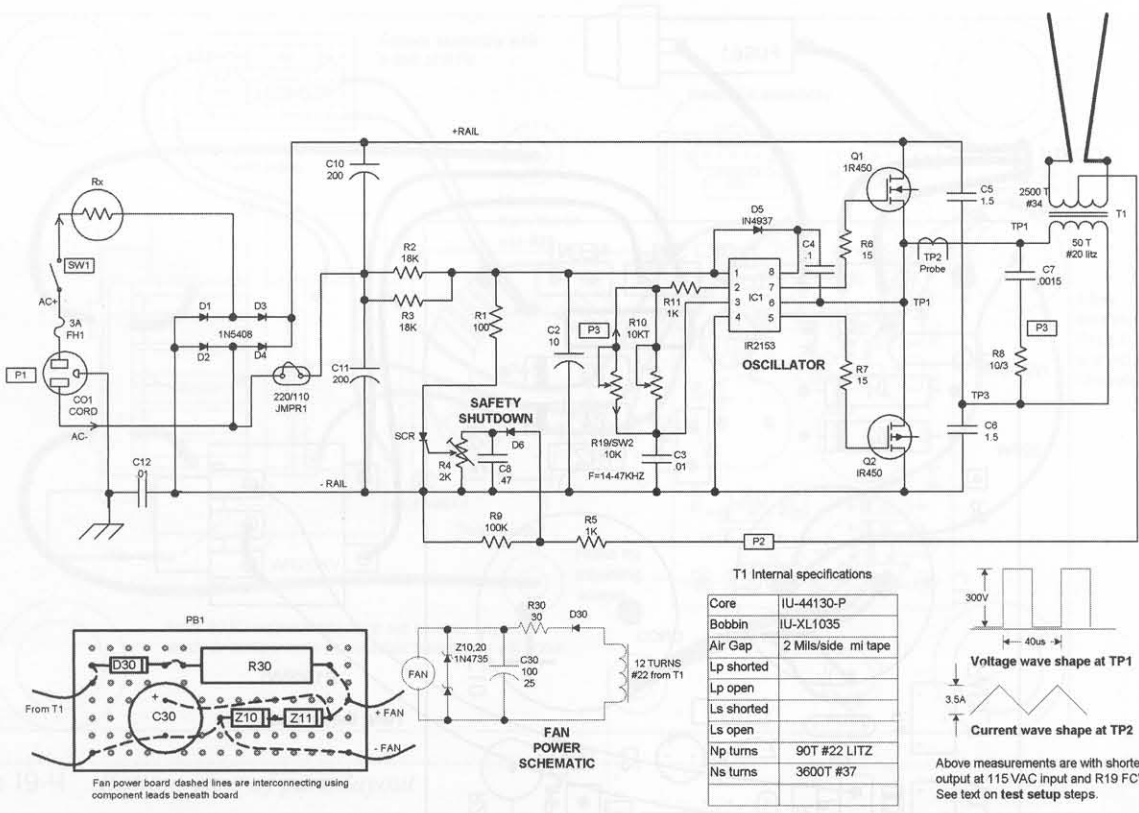 +RAIL
C10
200
Rx
SW1
AC+
3A
FH1
P1
CO1
CORD
AC-
C12
.01
D1
D3
1N5408
D2
D4
220/110
JMPR1
C11
200
R2
18K
R3
18K
R1
100
SAFETY
SHUTDOWN
SCR
R4
2K
C8
.47
D6
- RAIL
C2
10
P3
R10
10KT
R11
1K
R19/SW2
10K
F=14-47KHZ
C3
.01
D5
IN4937
C4
.1
1
2
3
4
8
7
6
5
IC1
IR2153
OSCILLATOR
R6
15
R7
15
Q1
1R450
Q2
IR450
TP1
TP2
Probe
TP1
C5
1.5
C6
1.5
TP3
2500 T
#34
T1
50 T
#20 litz
C7
.0015
P3
R8
10/3
R9
100K
R5
1K
P2
PB1
D30
R30
C30
+
Z10
Z11
From T1
+ FAN
- FAN
Fan power board dashed lines are interconnecting using
component leads beneath board
R30
30
D30
Z10,20
1N4735
C30
100
25
FAN
12 TURNS
#22 from T1
FAN
POWER
SCHEMATIC
T1 Internal specifications
Core IU-44130-P
Bobbin IU-XL1035
Air Gap 2 Mils/side mi tape
Lp shorted
Lp open
Ls shorted
Ls open
Np turns 90T #22 LITZ
Ns turns 3600T #37
300V
40us
Voltage wave shape at TP1
3.5A
Current wave shape at TP2
Above measurements are with shorte
output at 115 VAC input and R19
See text on test setup steps.